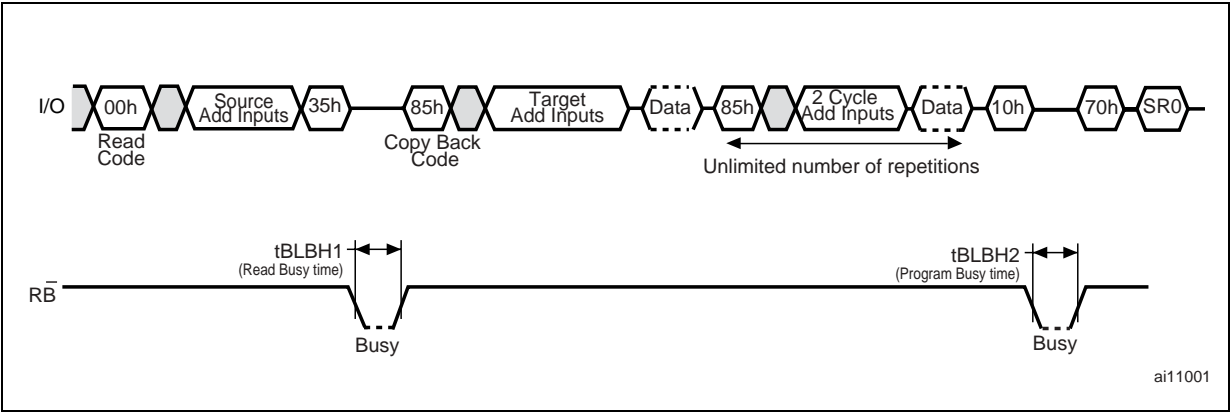 I/O 00h Source Add Inputs 35h 85h Target Add Inputs Data 85h 2 Cycle Add Inputs Data 10h 70h SR0
Read Code
Copy Back Code
Unlimited number of repetitions
tBLBH1
(Read Busy time)
tBLBH2
(Program Busy time)
RB̅
Busy
Busy
ai11001